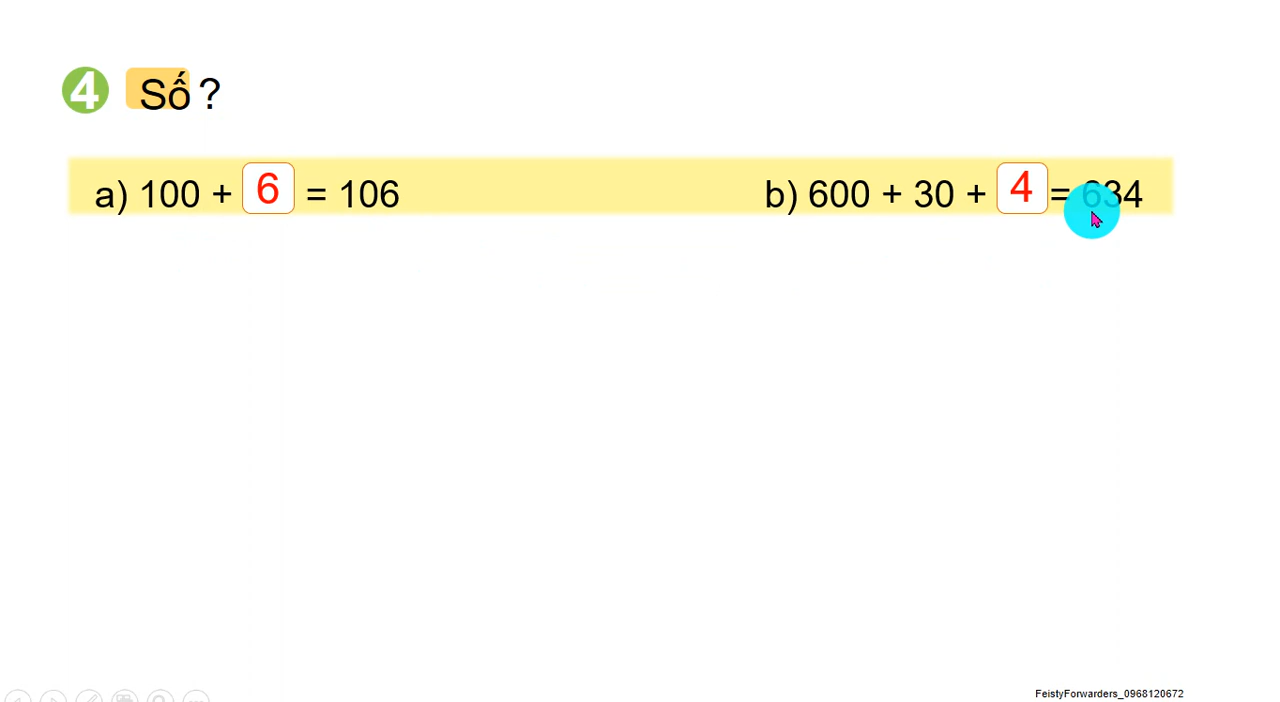 4 Số ?
a) 100 + 6 = 106 b) 600 + 30 + 4 = 634
FeistyForwarders_0968120672